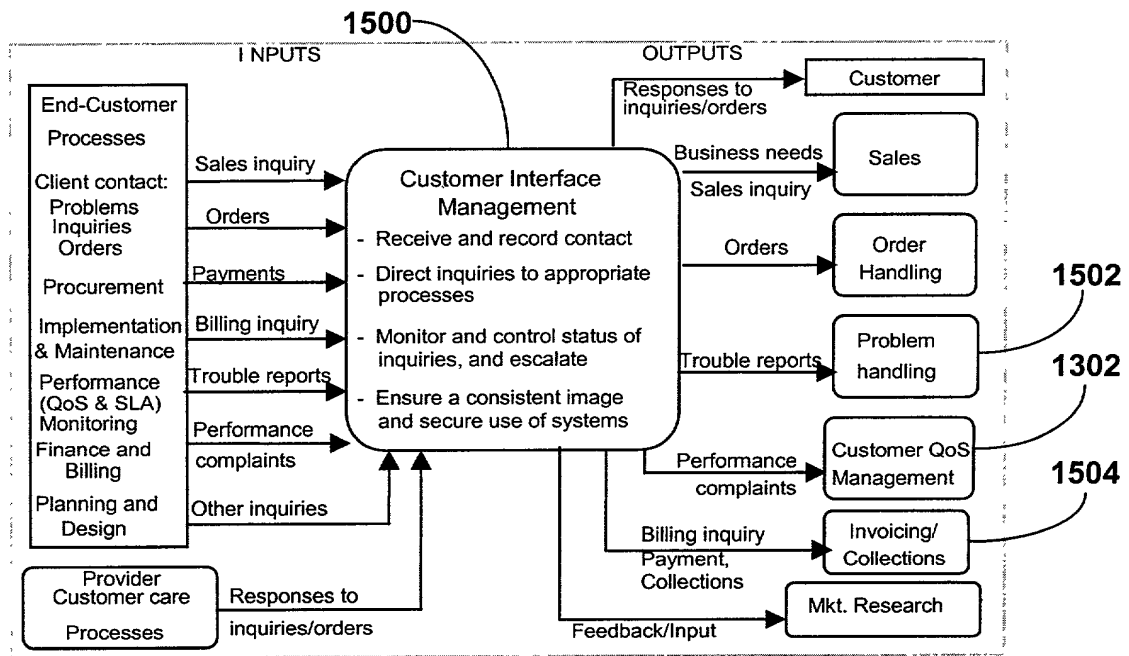 1500
I NPUTS
OUTPUTS
End-Customer
Processes
Client contact:
Problems
Inquiries
Orders
Procurement
Implementation
& Maintenance
Performance
(QoS & SLA)
Monitoring
Finance and
Billing
Planning and
Design
Provider
Customer care
Processes
Sales inquiry
Orders
Payments
Billing inquiry
Trouble reports
Performance
complaints
Other inquiries
Responses to
inquiries/orders
Customer Interface
Management
- Receive and record contact
- Direct inquiries to appropriate
processes
- Monitor and control status of
inquiries, and escalate
- Ensure a consistent image
and secure use of systems
Responses to
inquiries/orders
Business needs
Sales inquiry
Orders
Trouble reports
Performance
complaints
Billing inquiry
Payment,
Collections
Feedback/Input
Customer
Sales
Order
Handling
Problem
handling
Customer QoS
Management
Invoicing/
Collections
Mkt. Research
1502
1302
1504